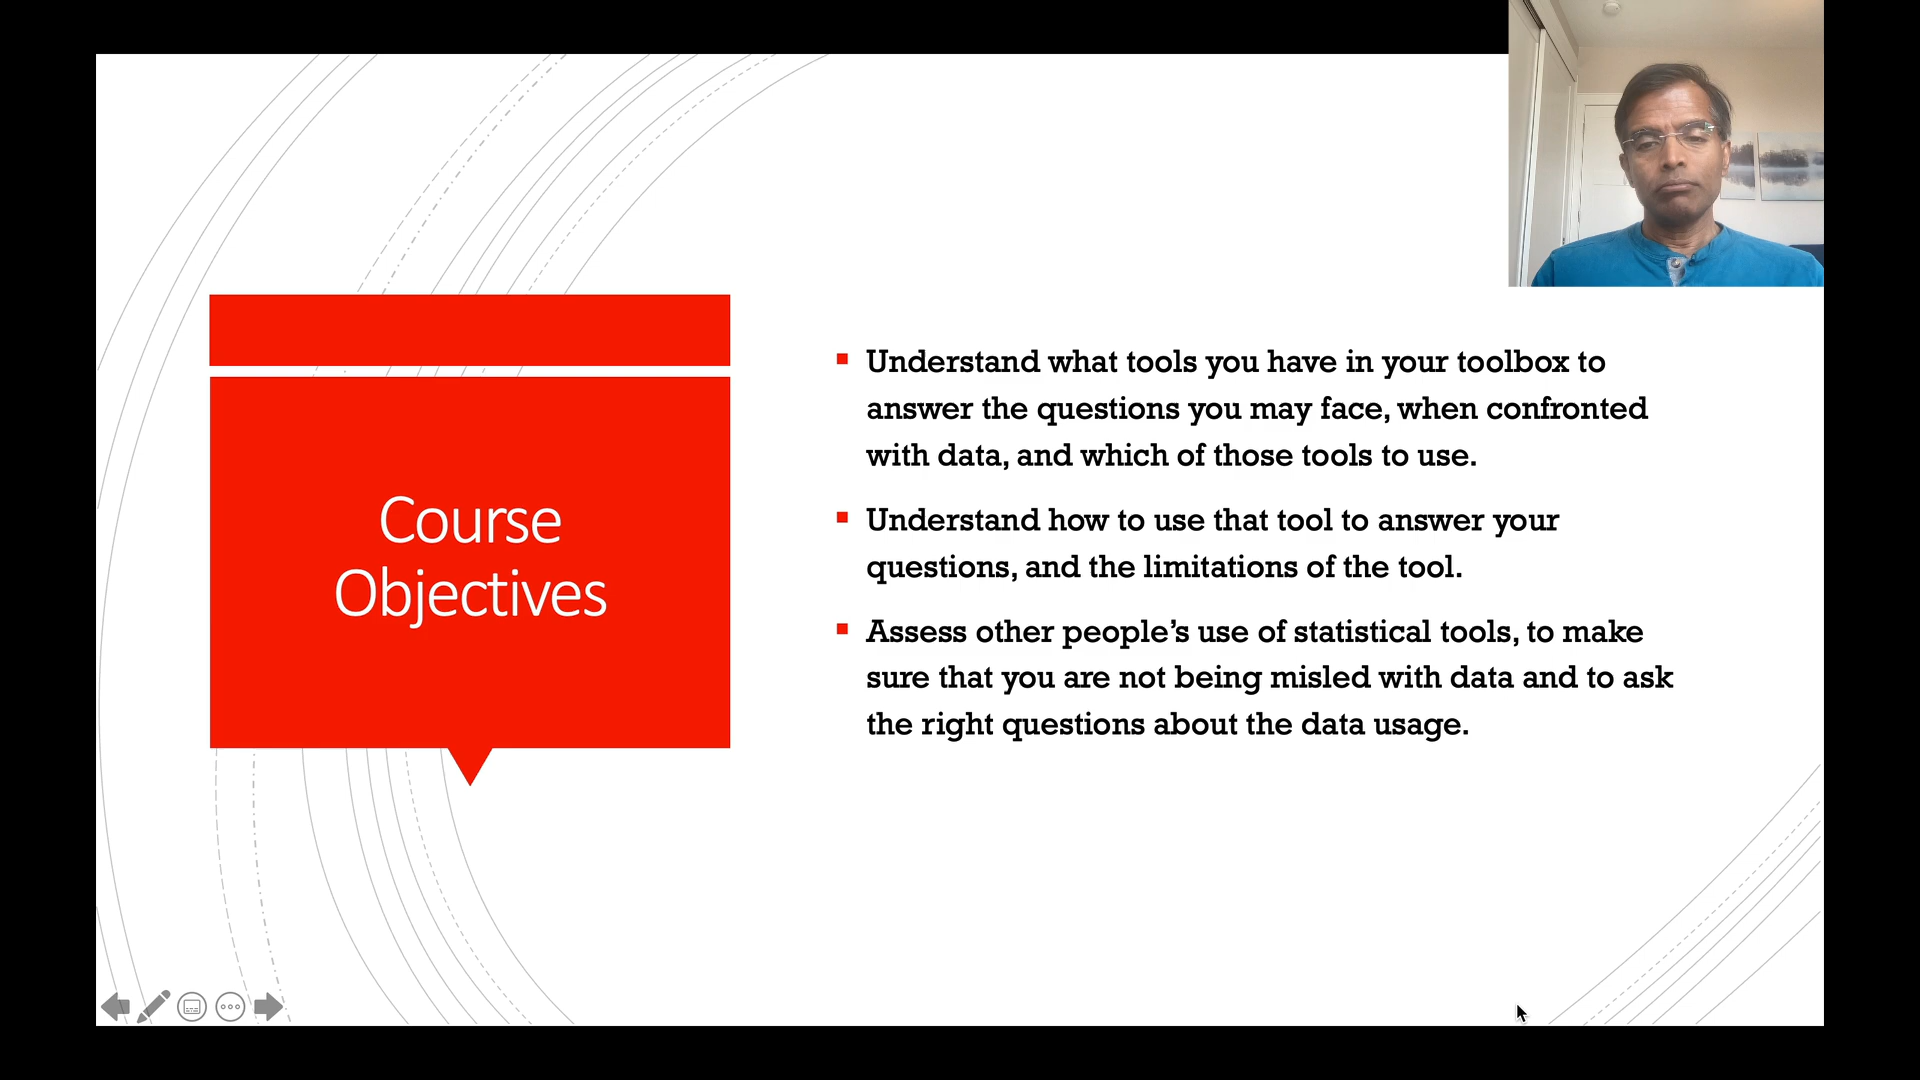 Course
Objectives
Understand what tools you have in your toolbox to
answer the questions you may face, when confronted
with data, and which of those tools to use.
Understand how to use that tool to answer your
questions, and the limitations of the tool.
Assess other people’s use of statistical tools, to make
sure that you are not being misled with data and to ask
the right questions about the data usage.